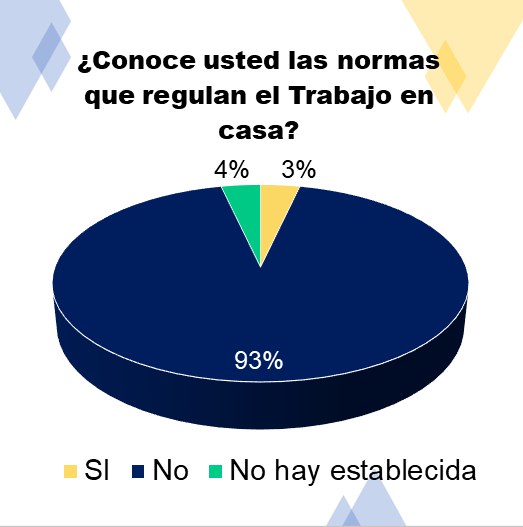 ¿Conoce usted las normas
que regulan el Trabajo en
casa?
4% 3%
93%
SI No No hay establecida